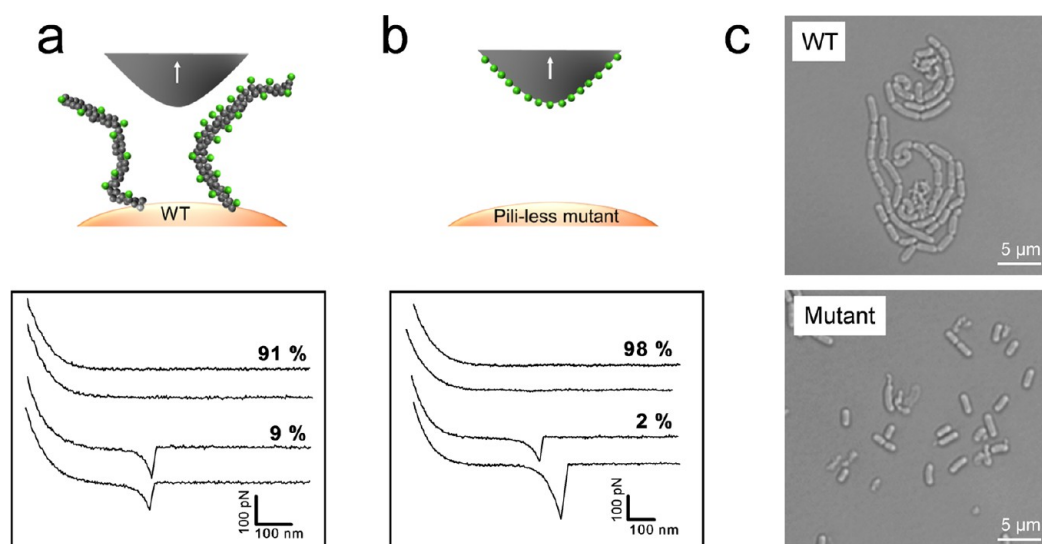 a
WT
91 %
9 %
100 pN
100 nm
b
Pili-less mutant
98 %
2 %
100 pN
100 nm
c
WT
5 µm
Mutant
5 µm